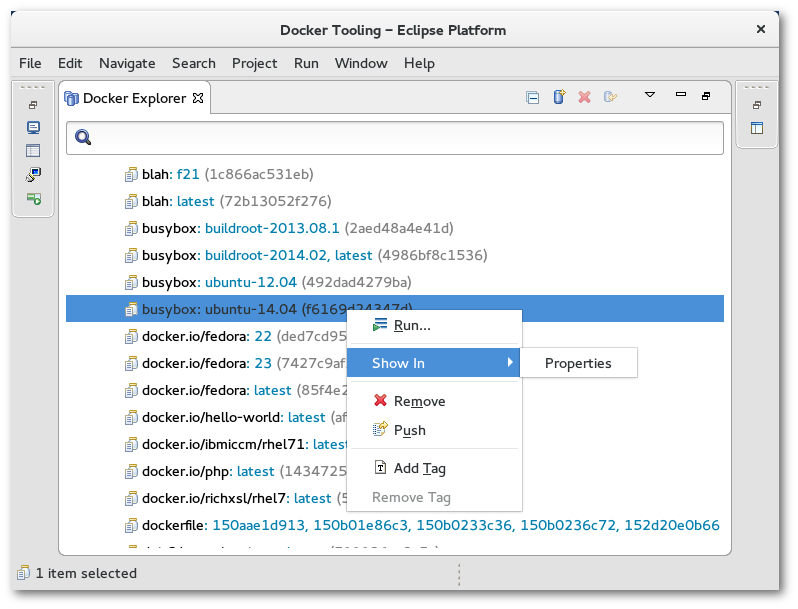 Docker Tooling – Eclipse Platform
File Edit Navigate Search Project Run Window Help
Docker Explorer
blah: f21 (1c866ac531eb)
blah: latest (72b13052f276)
busybox: buildroot-2013.08.1 (2aed48a4e41d)
busybox: buildroot-2014.02, latest (4986bf8c1536)
busybox: ubuntu-12.04 (492dad4279ba)
busybox: ubuntu-14.04 (f6169d24347d)
docker.io/fedora: 22 (ded7cd95
docker.io/fedora: 23 (7427c9af
docker.io/fedora: latest (85f4e2
docker.io/hello-world: latest (af
docker.io/ibmiccm/rhel71: latest
docker.io/php: latest (1434725
docker.io/richxsl/rhel7: latest (5
dockerfile: 150aae1d913, 150b01e86c3, 150b0233c36, 150b0236c72, 152d20e0b66
Run...
Show In
Properties
Remove
Push
Add Tag
Remove Tag
1 item selected